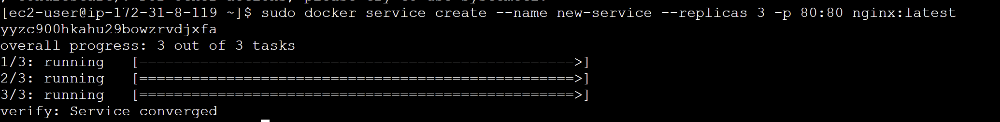 [ec2-user@ip-172-31-8-119 ~]$ sudo docker service create --name new-service --replicas 3 -p 80:80 nginx:latest
yyzc900hkahu29bowzrvdjxfa
overall progress: 3 out of 3 tasks
1/3: running   [==================================================>]
2/3: running   [==================================================>]
3/3: running   [==================================================>]
verify: Service converged